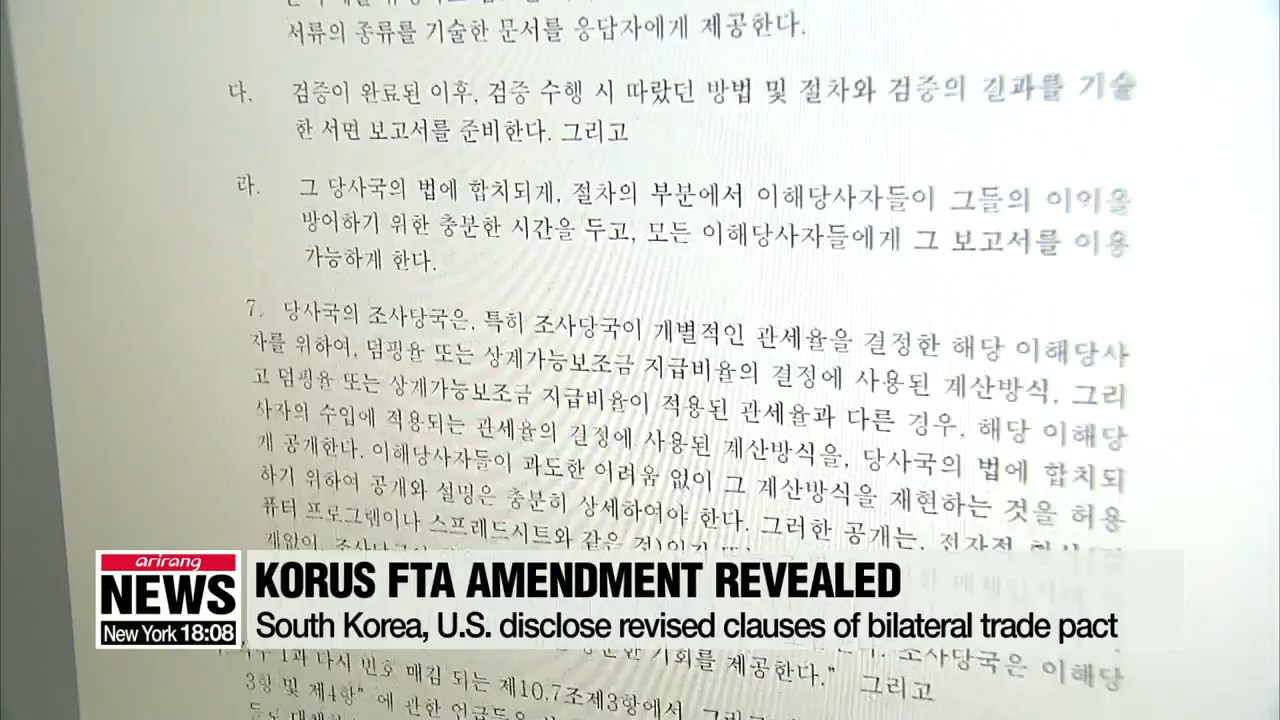 서류의 종류를 기술한 문서를 응답자에게 제공한다.
다. 검증이 완료된 이후, 검증 수행 시 따랐던 방법 및 절차와 검증의 결과를 기술
한 서면 보고서를 준비한다. 그리고
라. 그 당사국의 법에 합치되게, 절차의 부분에서 이해당사자들이 그들의 이익을
방어하기 위한 충분한 시간을 두고, 모든 이해당사자들에게 그 보고서를 이용
가능하게 한다.
7. 당사국의 조사당국은, 특히 조사당국이 개별적인 관세율을 결정한 해당 이해당사
자를 위하여, 덤핑율 또는 상계가능보조금 지급비율의 결정에 사용된 계산방식, 그리
고 덤핑율 또는 상계가능보조금 지급비율이 적용된 관세율과 다른 경우, 해당 이해당
사자의 수입에 적용되는 관세율의 결정에 사용된 계산방식을, 당사국의 법에 합치되
게 공개한다. 이해당사자들이 과도한 어려움 없이 그 계산방식을 재현하는 것을 허용
하기 위하여 공개와 설명은 충분히 상세하여야 한다. 그러한 공개는, 전자적 형식
퓨터 프로그램이나 스프레드시트와 같은 것)이건 또는
arirang
NEWS
New York 18:08
KORUS FTA AMENDMENT REVEALED
South Korea, U.S. disclose revised clauses of bilateral trade pact
기회를 제공한다." 조사당국은 이해당
1과 다시 번호 매김 되는 제10.7조제3항에서 그리고
3항 및 제4항" 에 관한 언급들은